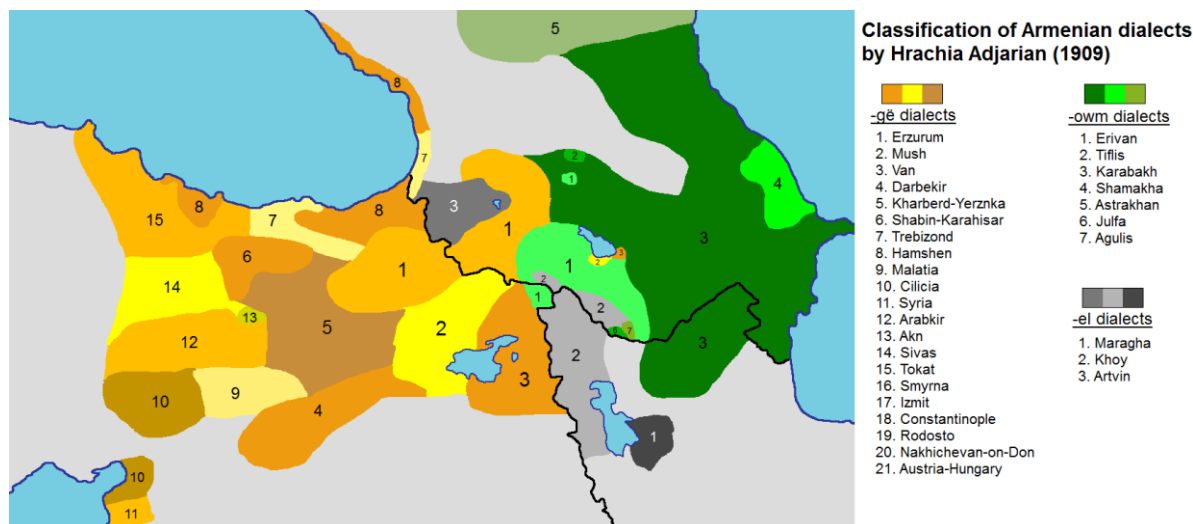 Classification of Armenian dialects
by Hrachia Adjarian (1909)
-gë dialects
1. Erzurum
2. Mush
3. Van
4. Darbekir
5. Kharberd-Yerznka
6. Shabin-Karahisar
7. Trebizond
8. Hamshen
9. Malatia
10. Cilicia
11. Syria
12. Arabkir
13. Akn
14. Sivas
15. Tokat
16. Smyrna
17. Izmit
18. Constantinople
19. Rodosto
20. Nakhichevan-on-Don
21. Austria-Hungary
-owm dialects
1. Erivan
2. Tiflis
3. Karabakh
4. Shamakha
5. Astrakhan
6. Julfa
7. Agulis
-el dialects
1. Maragha
2. Khoy
3. Artvin
5
8
7
2
1
4
3
15
8
7
8
3
1
3
6
1
1
2
3
14
2
1
2
13
5
2
7
12
3
2
3
10
9
4
1
10
11